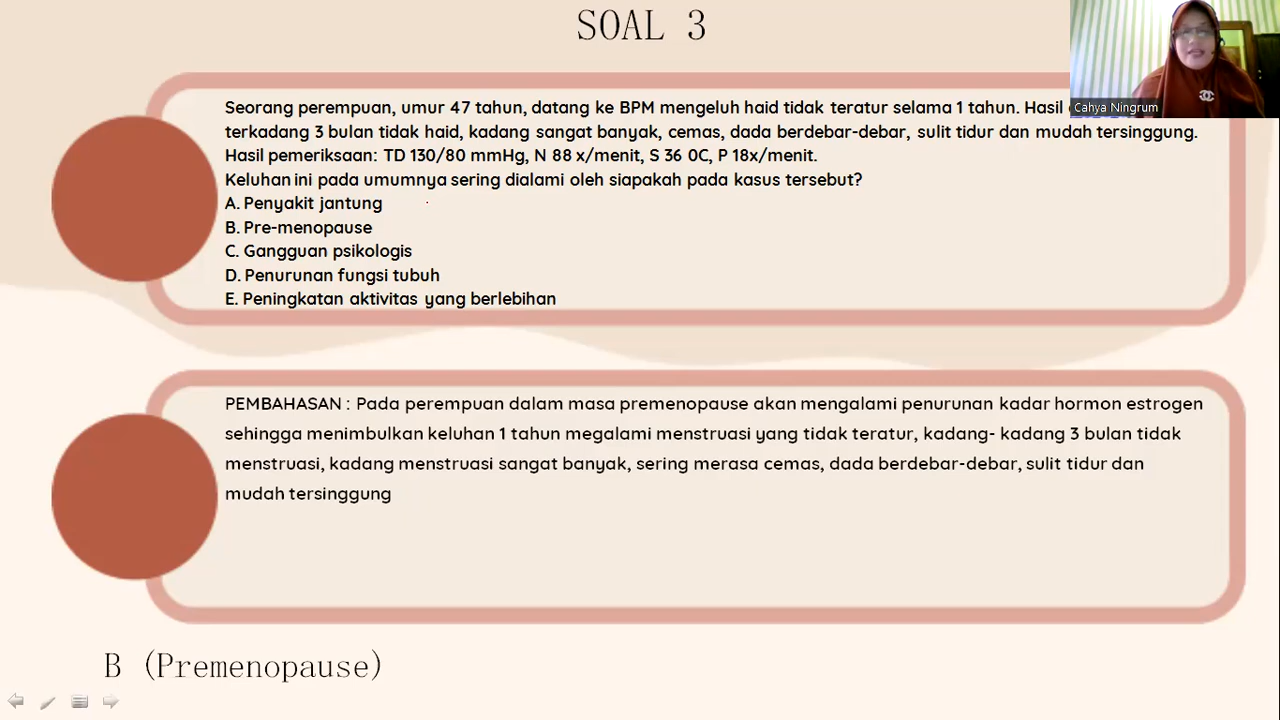 SOAL 3
Seorang perempuan, umur 47 tahun, datang ke BPM mengeluh haid tidak teratur selama 1 tahun. Hasil
Cahya Ningrum
terkadang 3 bulan tidak haid, kadang sangat banyak, cemas, dada berdebar-debar, sulit tidur dan mudah tersinggung.
Hasil pemeriksaan: TD 130/80 mmHg, N 88 x/menit, S 36 0C, P 18x/menit.
Keluhan ini pada umumnya sering dialami oleh siapakah pada kasus tersebut?
A. Penyakit jantung
B. Pre-menopause
C. Gangguan psikologis
D. Penurunan fungsi tubuh
E. Peningkatan aktivitas yang berlebihan
PEMBAHASAN : Pada perempuan dalam masa premenopause akan mengalami penurunan kadar hormon estrogen
sehingga menimbulkan keluhan 1 tahun megalami menstruasi yang tidak teratur, kadang- kadang 3 bulan tidak
menstruasi, kadang menstruasi sangat banyak, sering merasa cemas, dada berdebar-debar, sulit tidur dan
mudah tersinggung
B (Premenopause)